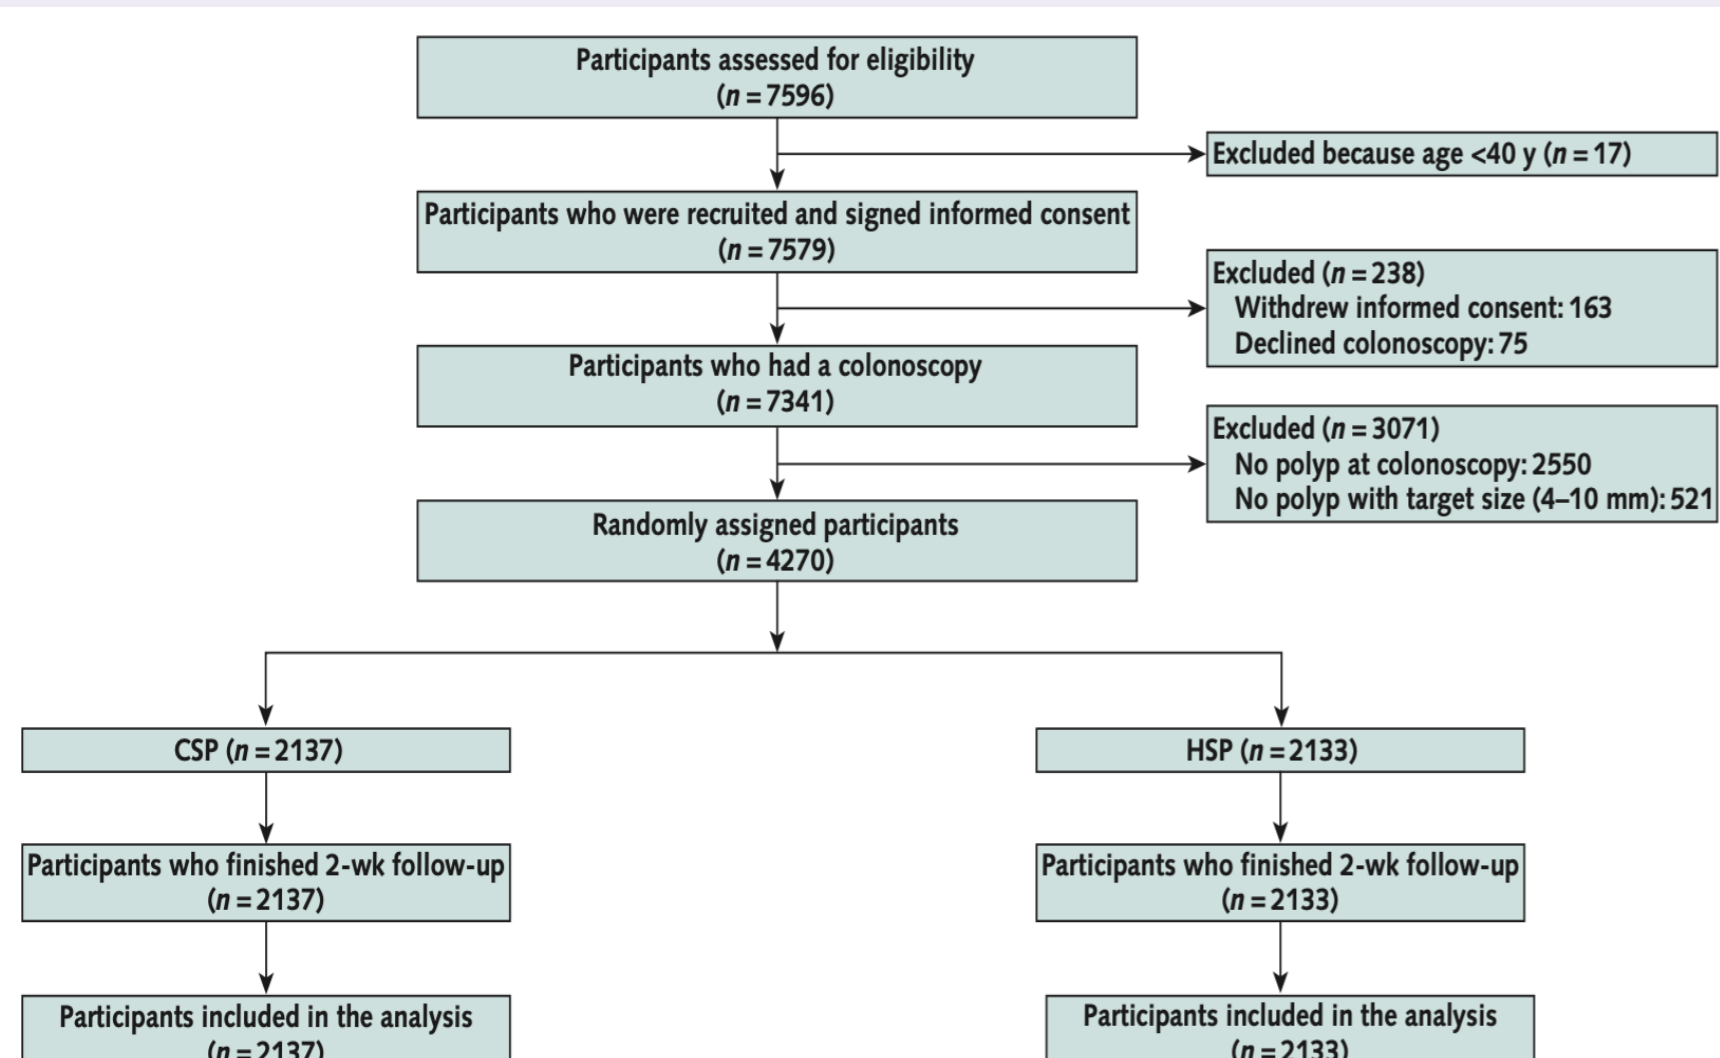 Participants assessed for eligibility
(n = 7596)
Excluded because age <40 y (n = 17)
Participants who were recruited and signed informed consent
(n = 7579)
Excluded (n = 238)
Withdrew informed consent: 163
Declined colonoscopy: 75
Participants who had a colonoscopy
(n = 7341)
Excluded (n = 3071)
No polyp at colonoscopy: 2550
No polyp with target size (4–10 mm): 521
Randomly assigned participants
(n = 4270)
CSP (n = 2137)
HSP (n = 2133)
Participants who finished 2-wk follow-up
(n = 2137)
Participants who finished 2-wk follow-up
(n = 2133)
Participants included in the analysis
(n = 2137)
Participants included in the analysis
(n = 2133)